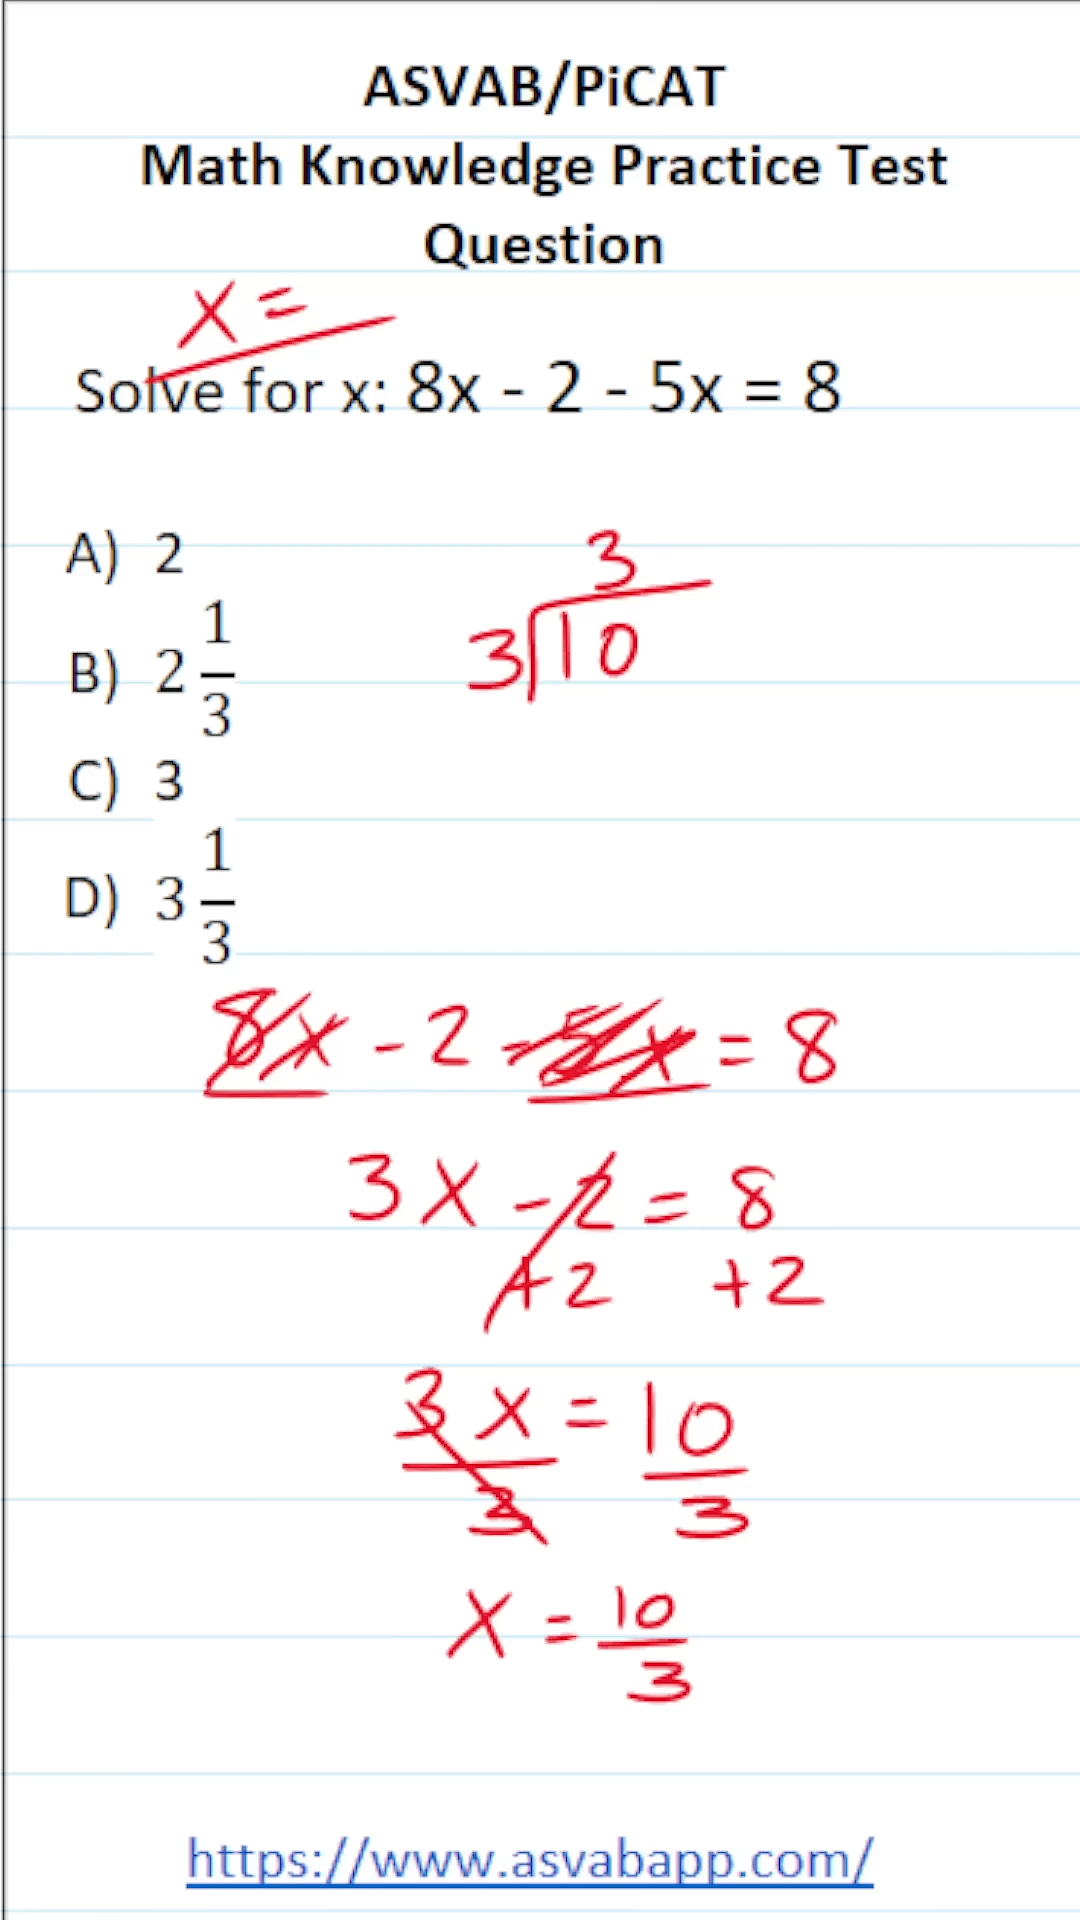 ASVAB/PiCAT
Math Knowledge Practice Test
Question
x =
Solve for x: 8x - 2 - 5x = 8
A) 2
B) 2 1/3
C) 3
D) 3 1/3
3
3 10
8x - 2 - 5x = 8
3x - 2 = 8
+2 +2
3x = 10
3 3
x = 10/3
https://www.asvabapp.com/